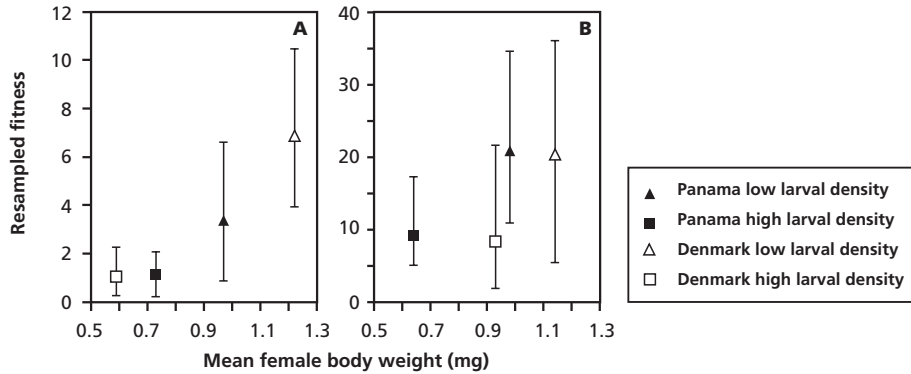 A
B
12
10
8
6
4
2
0
40
30
20
10
0
Resampled fitness
0.5 0.7 0.9 1.1 1.3
0.5 0.7 0.9 1.1 1.3
Mean female body weight (mg)
Panama low larval density
Panama high larval density
Denmark low larval density
Denmark high larval density